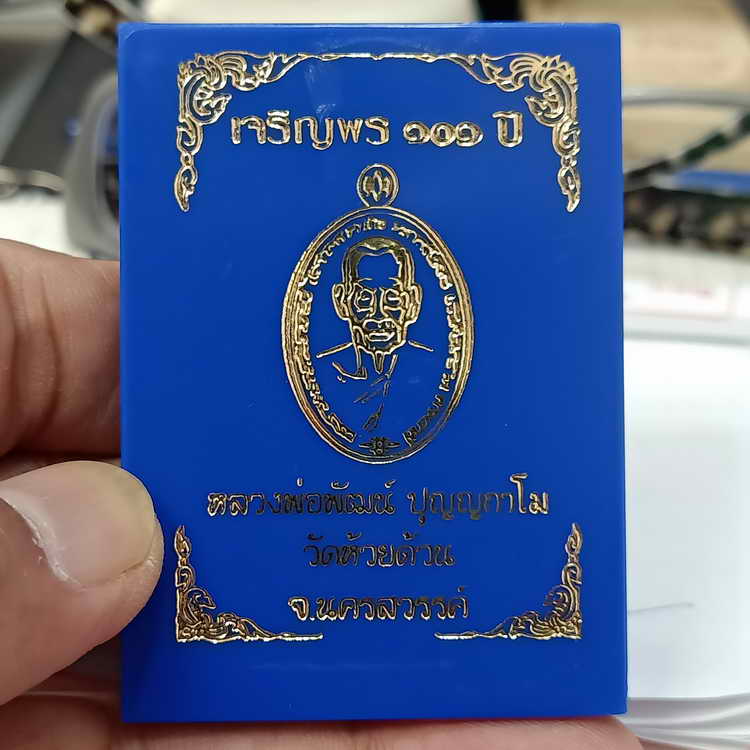 เจริญพร ๑๐๑ ปี
หลวงพ่อพัฒน์ ปุญญกาโม
วัดห้วยด้วน
จ.นครสวรรค์